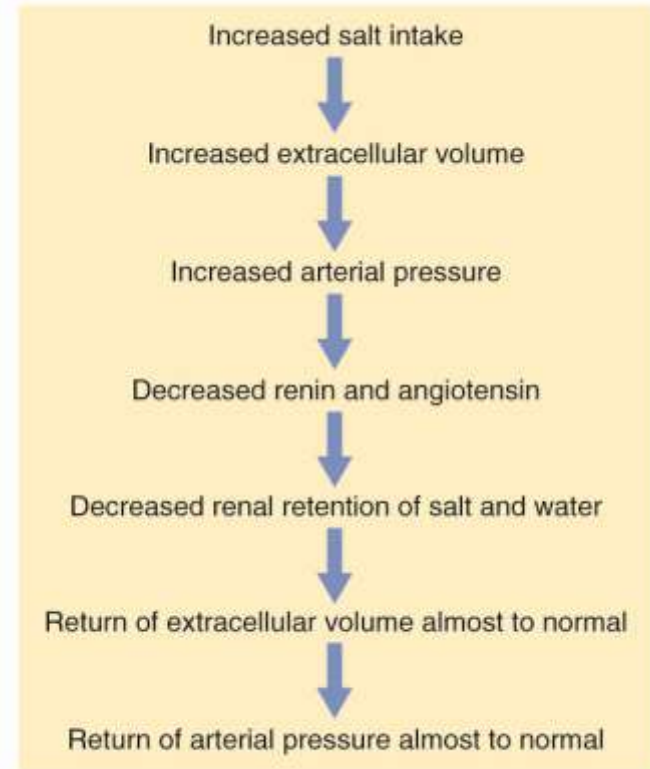 Increased salt intake
Increased extracellular volume
Increased arterial pressure
Decreased renin and angiotensin
Decreased renal retention of salt and water
Return of extracellular volume almost to normal
Return of arterial pressure almost to normal